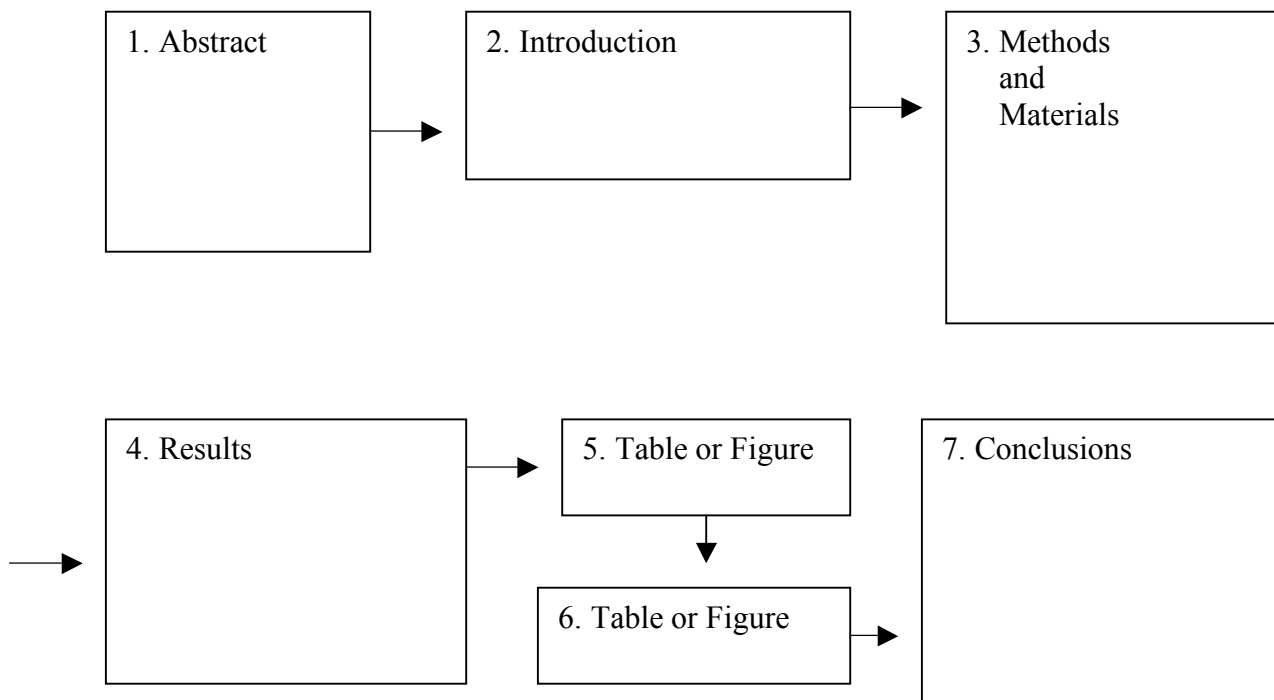 1. Abstract
2. Introduction
3. Methods
and
Materials
4. Results
5. Table or Figure
6. Table or Figure
7. Conclusions